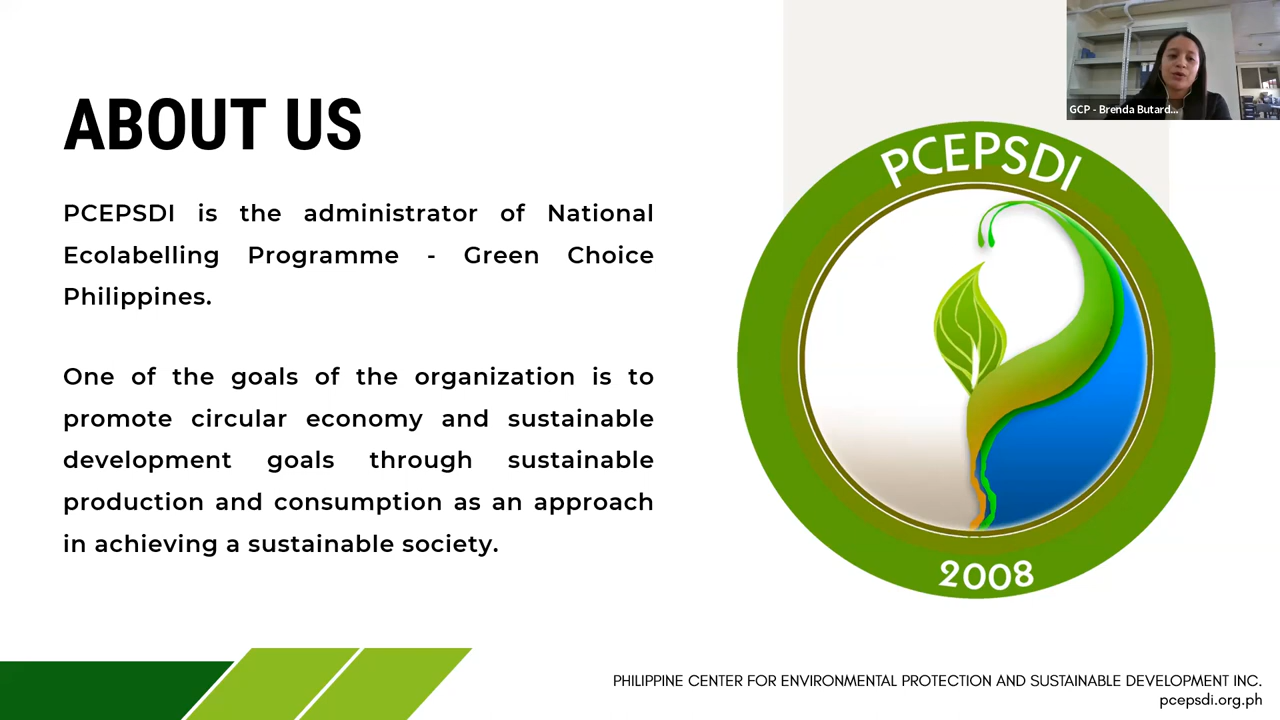 ABOUT US
PCEPSDI is the administrator of National
Ecolabelling Programme - Green Choice
Philippines.
One of the goals of the organization is to
promote circular economy and sustainable
development goals through sustainable
production and consumption as an approach
in achieving a sustainable society.
GCP - Brenda Butard...
PCEPSDI
2008
PHILIPPINE CENTER FOR ENVIRONMENTAL PROTECTION AND SUSTAINABLE DEVELOPMENT INC.
pcepsdi.org.ph